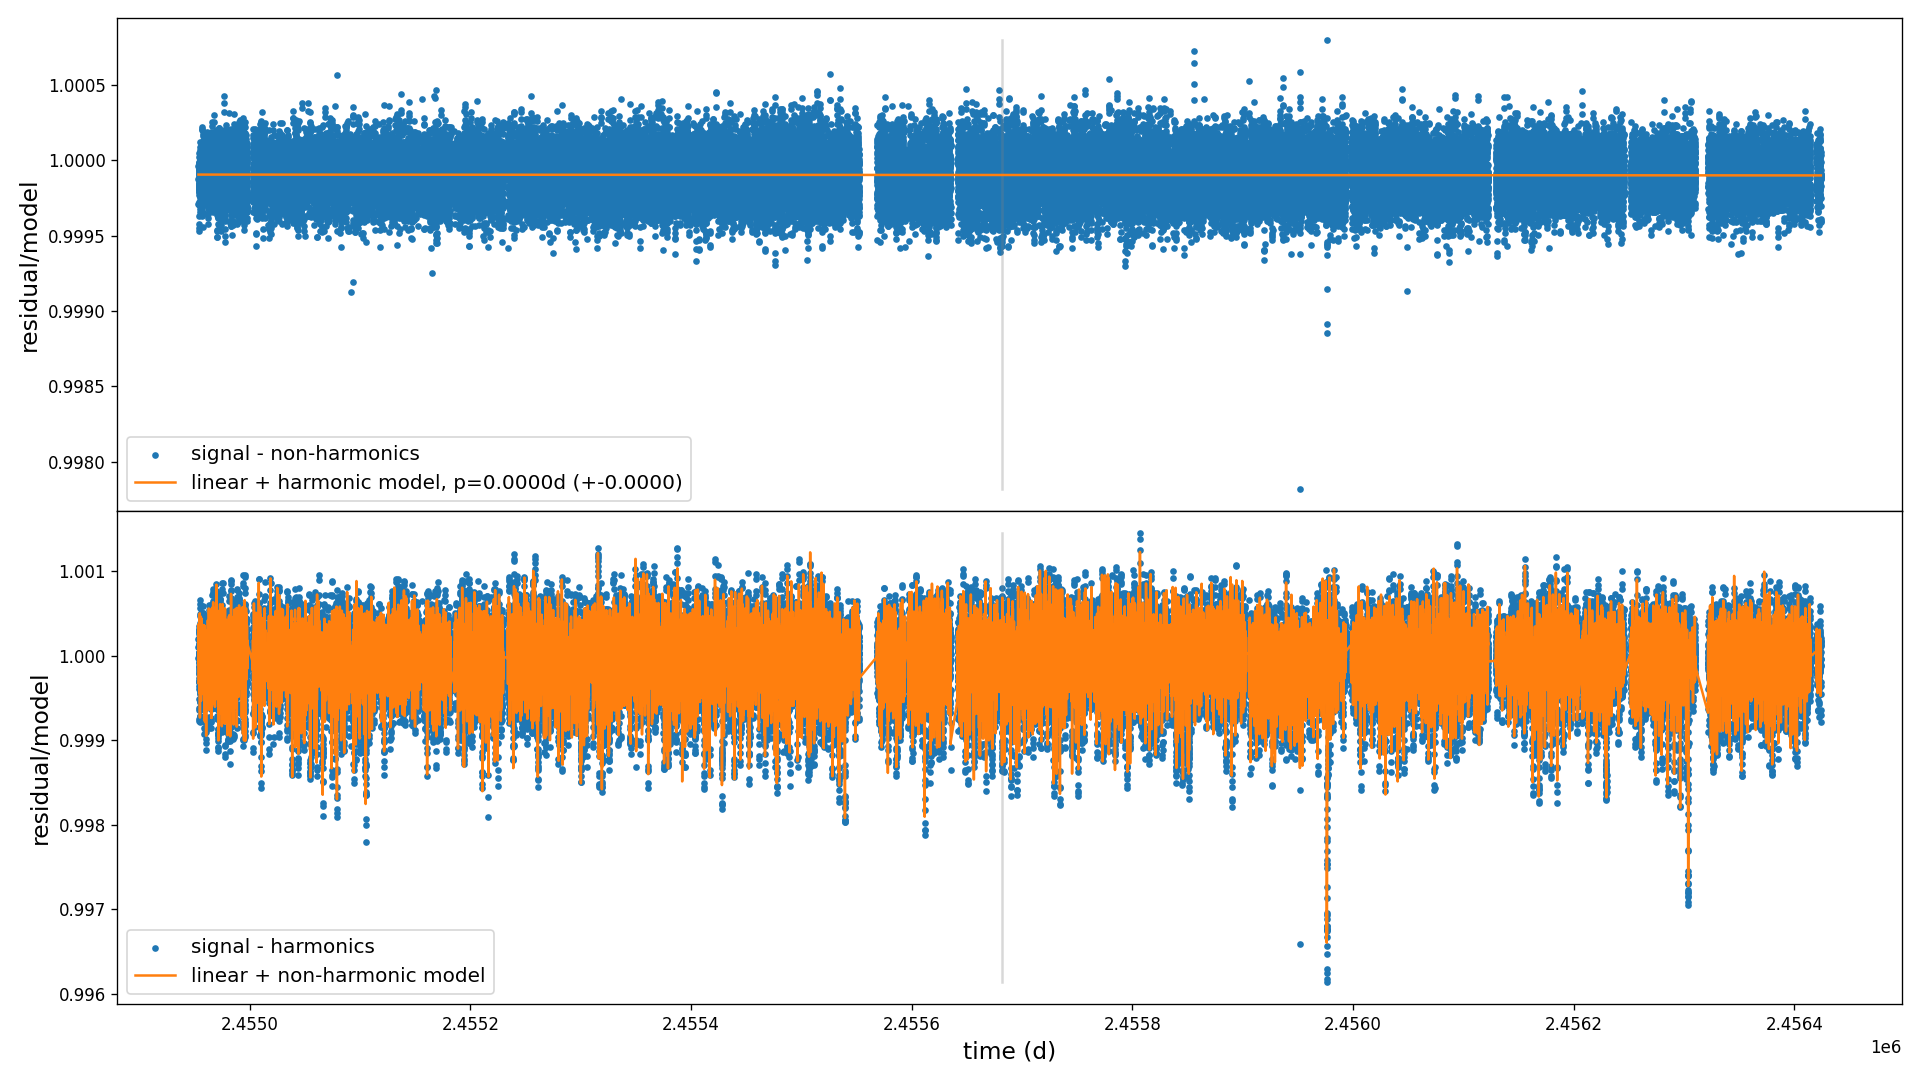 1.0005
1.0000
0.9995
0.9990
0.9985
0.9980
residual/model
signal - non-harmonics
linear + harmonic model, p=0.0000d (+-0.0000)
1.001
1.000
0.999
0.998
0.997
0.996
residual/model
signal - harmonics
linear + non-harmonic model
2.4550 2.4552 2.4554 2.4556 2.4558 2.4560 2.4562 2.4564
1e6
time (d)